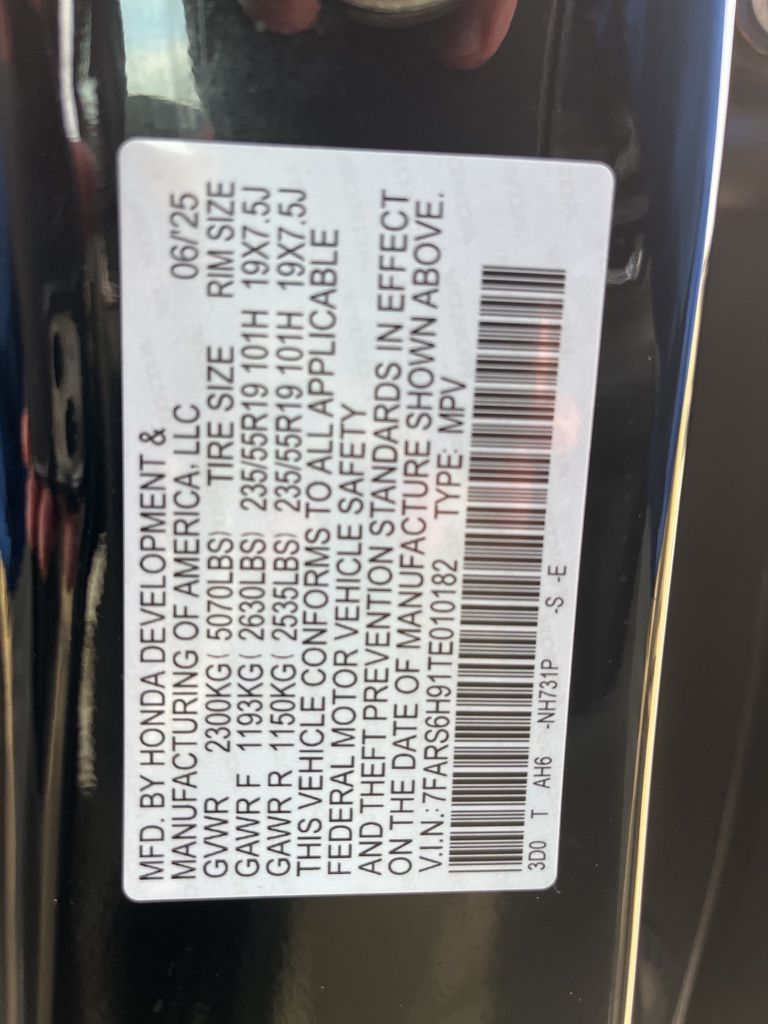 MFD. BY HONDA DEVELOPMENT &
MANUFACTURING OF AMERICA, LLC 06/'25
GVWR 2300KG( 5070LBS) TIRE SIZE RIM SIZE
GAWR F 1193KG( 2630LBS) 235/55R19 101H 19X7.5J
GAWR R 1150KG( 2535LBS) 235/55R19 101H 19X7.5J
THIS VEHICLE CONFORMS TO ALL APPLICABLE
FEDERAL MOTOR VEHICLE SAFETY
AND THEFT PREVENTION STANDARDS IN EFFECT
ON THE DATE OF MANUFACTURE SHOWN ABOVE.
V.I.N.: 7FARS6H91TE010182 TYPE: MPV
3D0 T AH6 -NH731P -S -E